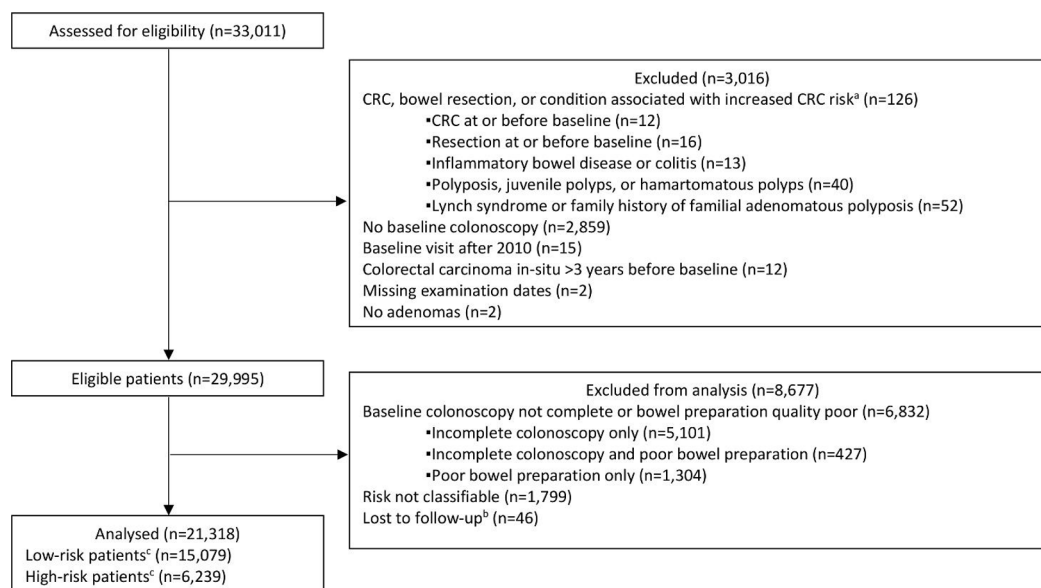 Assessed for eligibility (n=33,011)
Excluded (n=3,016)
CRC, bowel resection, or condition associated with increased CRC riskᵃ (n=126)
▪CRC at or before baseline (n=12)
▪Resection at or before baseline (n=16)
▪Inflammatory bowel disease or colitis (n=13)
▪Polyposis, juvenile polyps, or hamartomatous polyps (n=40)
▪Lynch syndrome or family history of familial adenomatous polyposis (n=52)
No baseline colonoscopy (n=2,859)
Baseline visit after 2010 (n=15)
Colorectal carcinoma in-situ >3 years before baseline (n=12)
Missing examination dates (n=2)
No adenomas (n=2)
Eligible patients (n=29,995)
Excluded from analysis (n=8,677)
Baseline colonoscopy not complete or bowel preparation quality poor (n=6,832)
▪Incomplete colonoscopy only (n=5,101)
▪Incomplete colonoscopy and poor bowel preparation (n=427)
▪Poor bowel preparation only (n=1,304)
Risk not classifiable (n=1,799)
Lost to follow-upᵇ (n=46)
Analysed (n=21,318)
Low-risk patientsᶜ (n=15,079)
High-risk patientsᶜ (n=6,239)